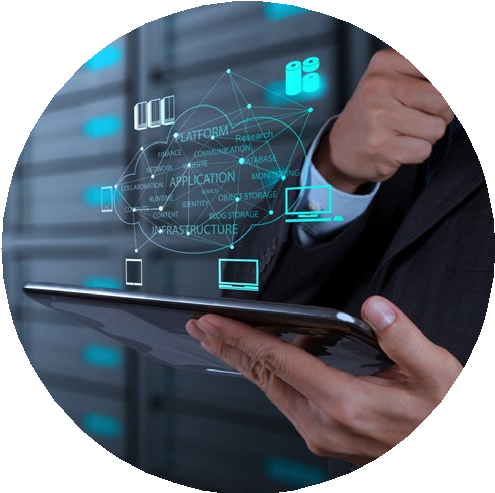 PLATFORM
Research
FINANCE
COMMUNICATION
NETWORK
WEBSITE
DATABASE
COLLABORATION
APPLICATION
MONITORING
SEARCH
RUNTIME
IDENTITY
OBJECT STORAGE
CONTENT
BLOG STORAGE
INFRASTRUCTURE